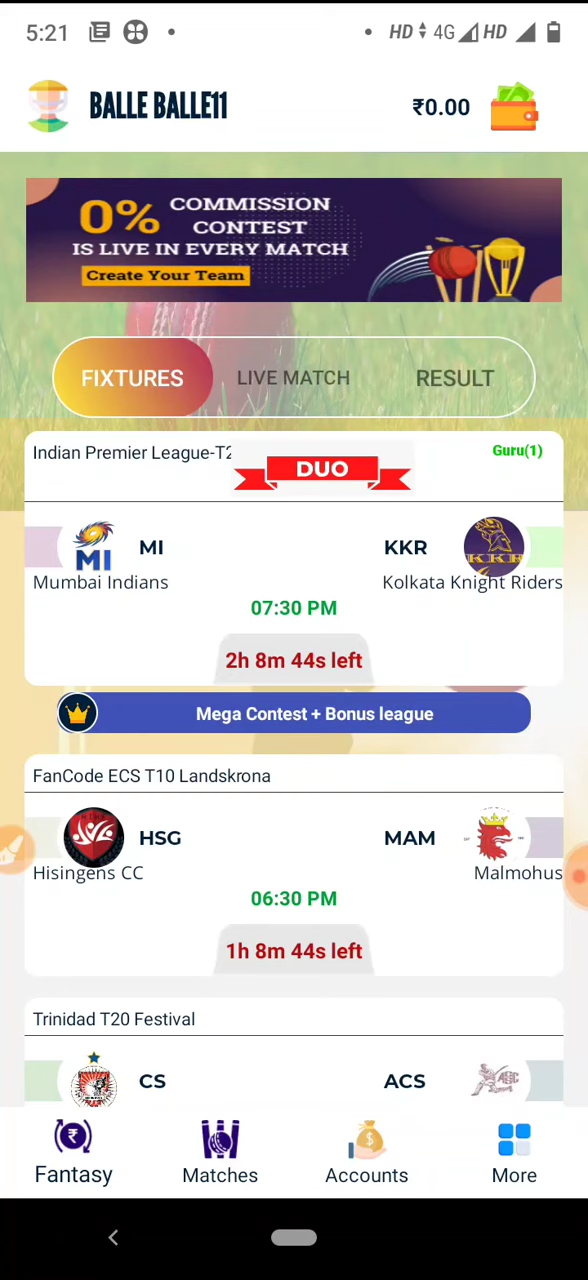 5:21
HD 4G HD
BALLE BALLE11
₹0.00
0% COMMISSION
CONTEST
IS LIVE IN EVERY MATCH
Create Your Team
FIXTURES LIVE MATCH RESULT
Indian Premier League-T2
DUO
Guru(1)
MI MI KKR KKR
Mumbai Indians Kolkata Knight Riders
07:30 PM
2h 8m 44s left
Mega Contest + Bonus league
FanCode ECS T10 Landskrona
HSG MAM
Hisingens CC Malmohus
06:30 PM
1h 8m 44s left
Trinidad T20 Festival
CS ACS
Fantasy Matches Accounts More